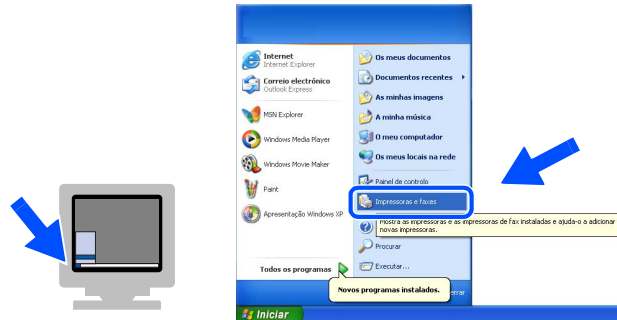 Internet
Internet Explorer
Correio electrónico
Outlook Express
MSN Explorer
Windows Media Player
Windows Movie Maker
Paint
Apresentação Windows XP
Todos os programas
Os meus documentos
Documentos recentes
As minhas imagens
A minha música
O meu computador
Os meus locais na rede
Painel de controlo
Impressoras e faxes
Mostra as impressoras e as impressoras de fax instaladas e ajuda-o a adicionar
novas impressoras.
Procurar
Executar...
Novos programas instalados.
Iniciar